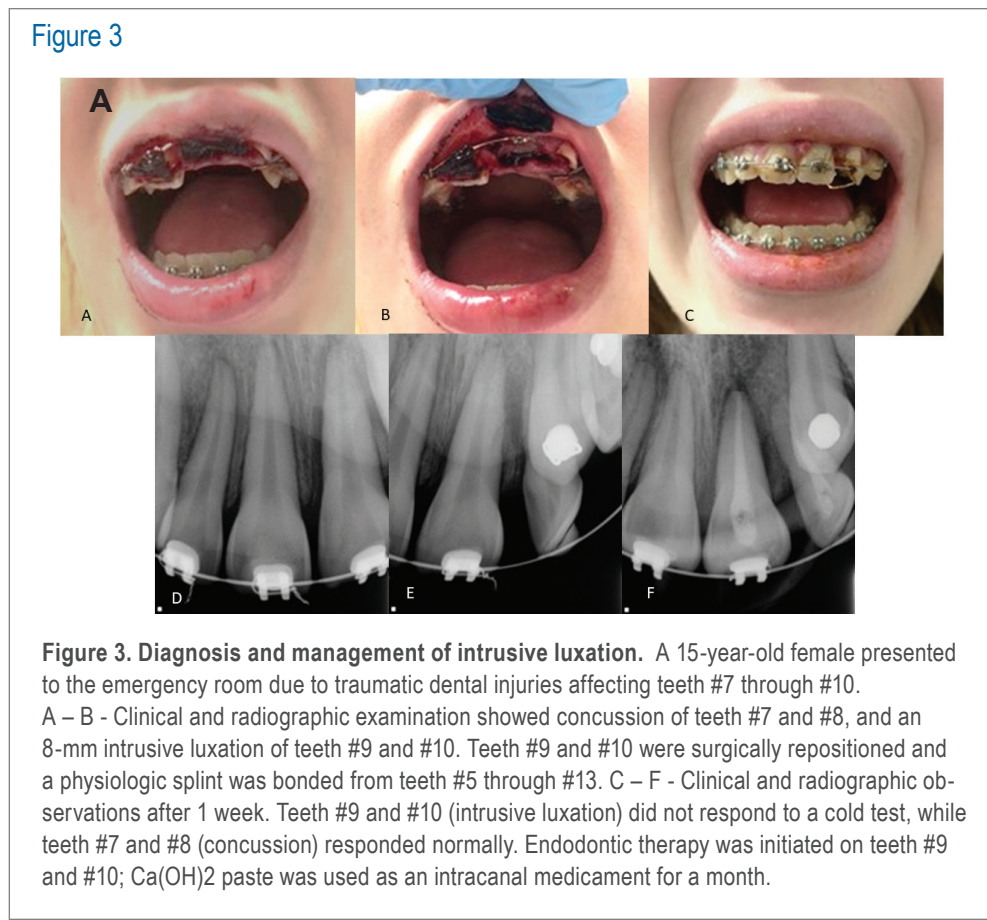 Figure 3
A
A
B
C
D
E
F
Figure 3. Diagnosis and management of intrusive luxation. A 15-year-old female presented
to the emergency room due to traumatic dental injuries affecting teeth #7 through #10.
A – B - Clinical and radiographic examination showed concussion of teeth #7 and #8, and an
8-mm intrusive luxation of teeth #9 and #10. Teeth #9 and #10 were surgically repositioned and
a physiologic splint was bonded from teeth #5 through #13. C – F - Clinical and radiographic ob-
servations after 1 week. Teeth #9 and #10 (intrusive luxation) did not respond to a cold test, while
teeth #7 and #8 (concussion) responded normally. Endodontic therapy was initiated on teeth #9
and #10; Ca(OH)2 paste was used as an intracanal medicament for a month.